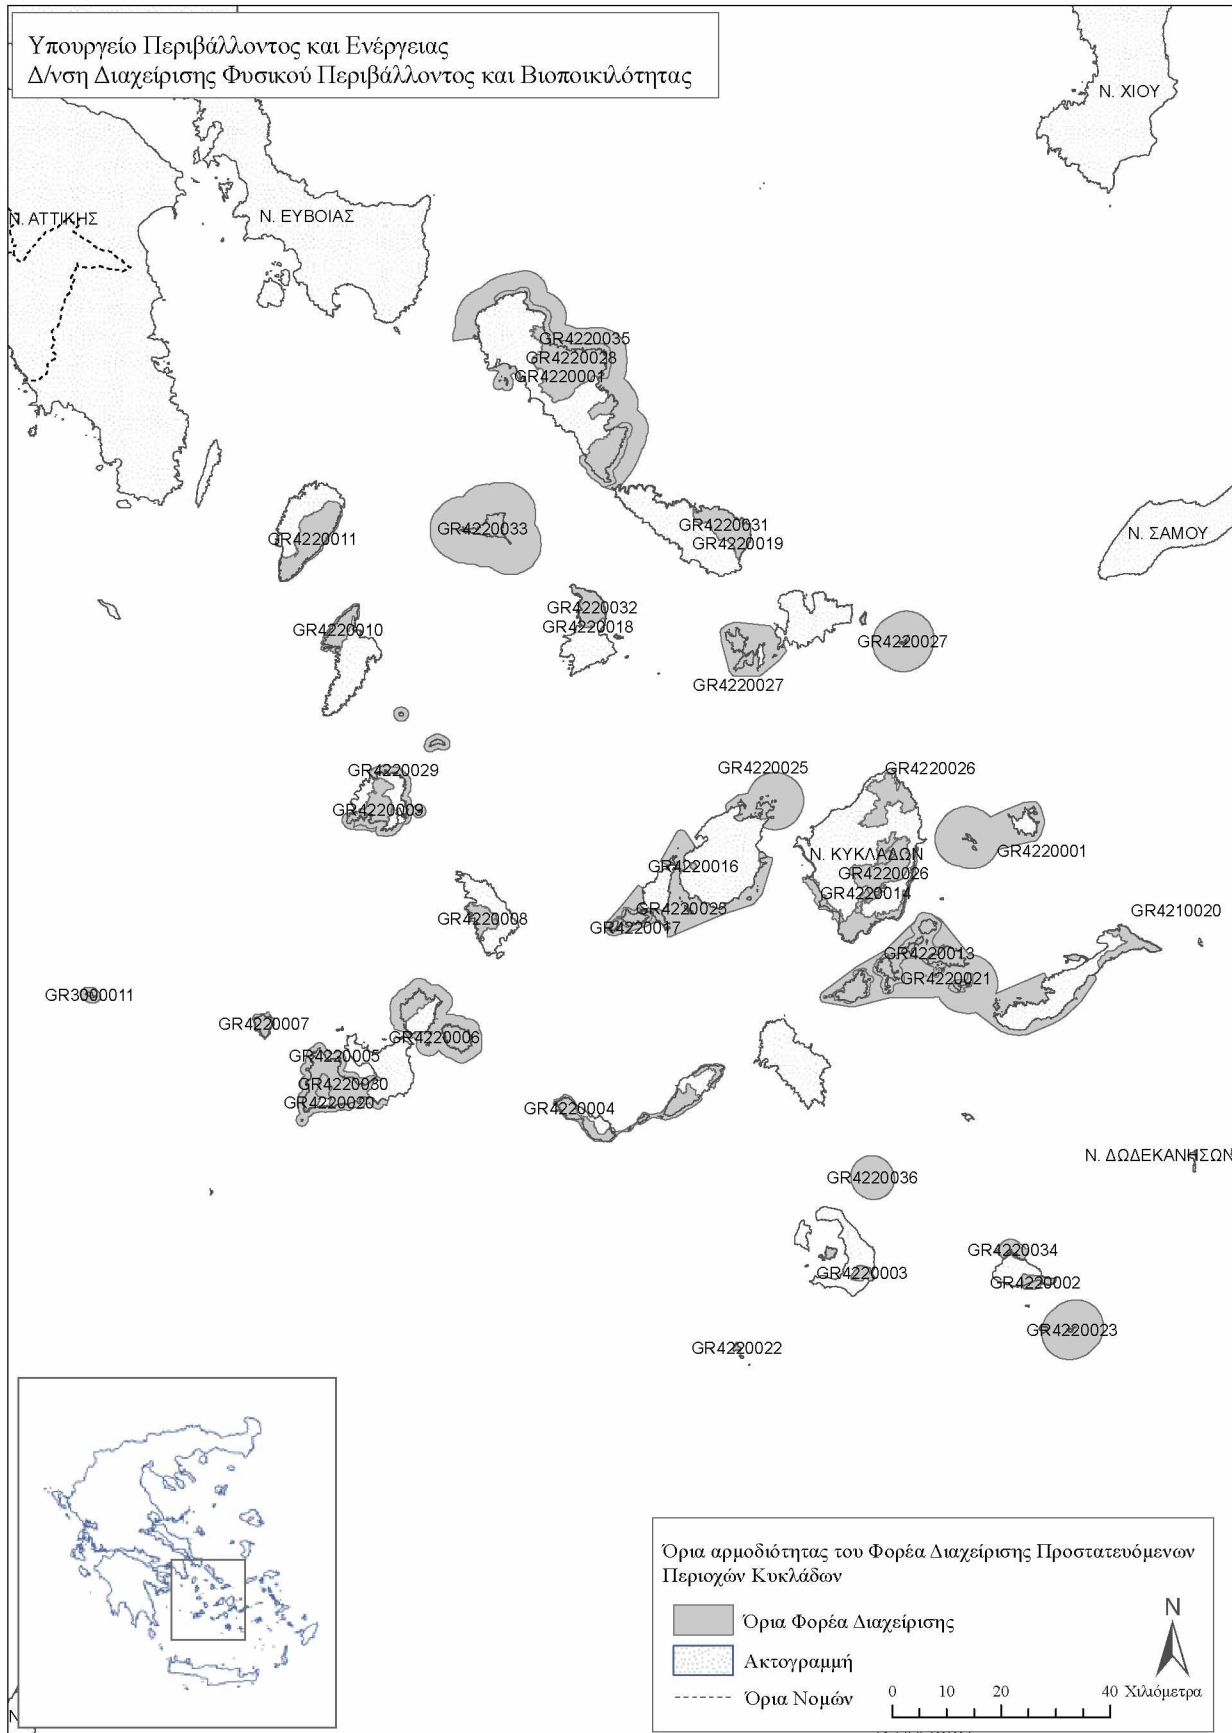 Υπουργείο Περιβάλλοντος και Ενέργειας
Δ/νση Διαχείρισης Φυσικού Περιβάλλοντος και Βιοποικιλότητας
Ν. ΧΙΟΥ
Ν. ΑΤΤΙΚΗΣ
Ν. ΕΥΒΟΙΑΣ
GR4220035
GR4220028
GR4220001
GR4220033
GR4220011
GR4220031
GR4220019
Ν. ΣΑΜΟΥ
GR4220032
GR4220018
GR4220010
GR4220027
GR4220027
GR4220029
GR4220009
GR4220025
GR4220026
GR4220016
Ν. ΚΥΚΛΑΔΩΝ
GR4220001
GR4220026
GR4220014
GR4220008
GR4220025
GR4220017
GR4210020
GR4220013
GR4220021
GR3000011
GR4220007
GR4220006
GR4220005
GR4220030
GR4220020
GR4220004
Ν. ΔΩΔΕΚΑΝΗΣΩΝ
GR4220036
GR4220034
GR4220003
GR4220002
GR4220023
GR4220022
Όρια αρμοδιότητας του Φορέα Διαχείρισης Προστατευόμενων
Περιοχών Κυκλάδων
Όρια Φορέα Διαχείρισης
Ακτογραμμή
Όρια Νομών
N
0 10 20 40 Χιλιόμετρα